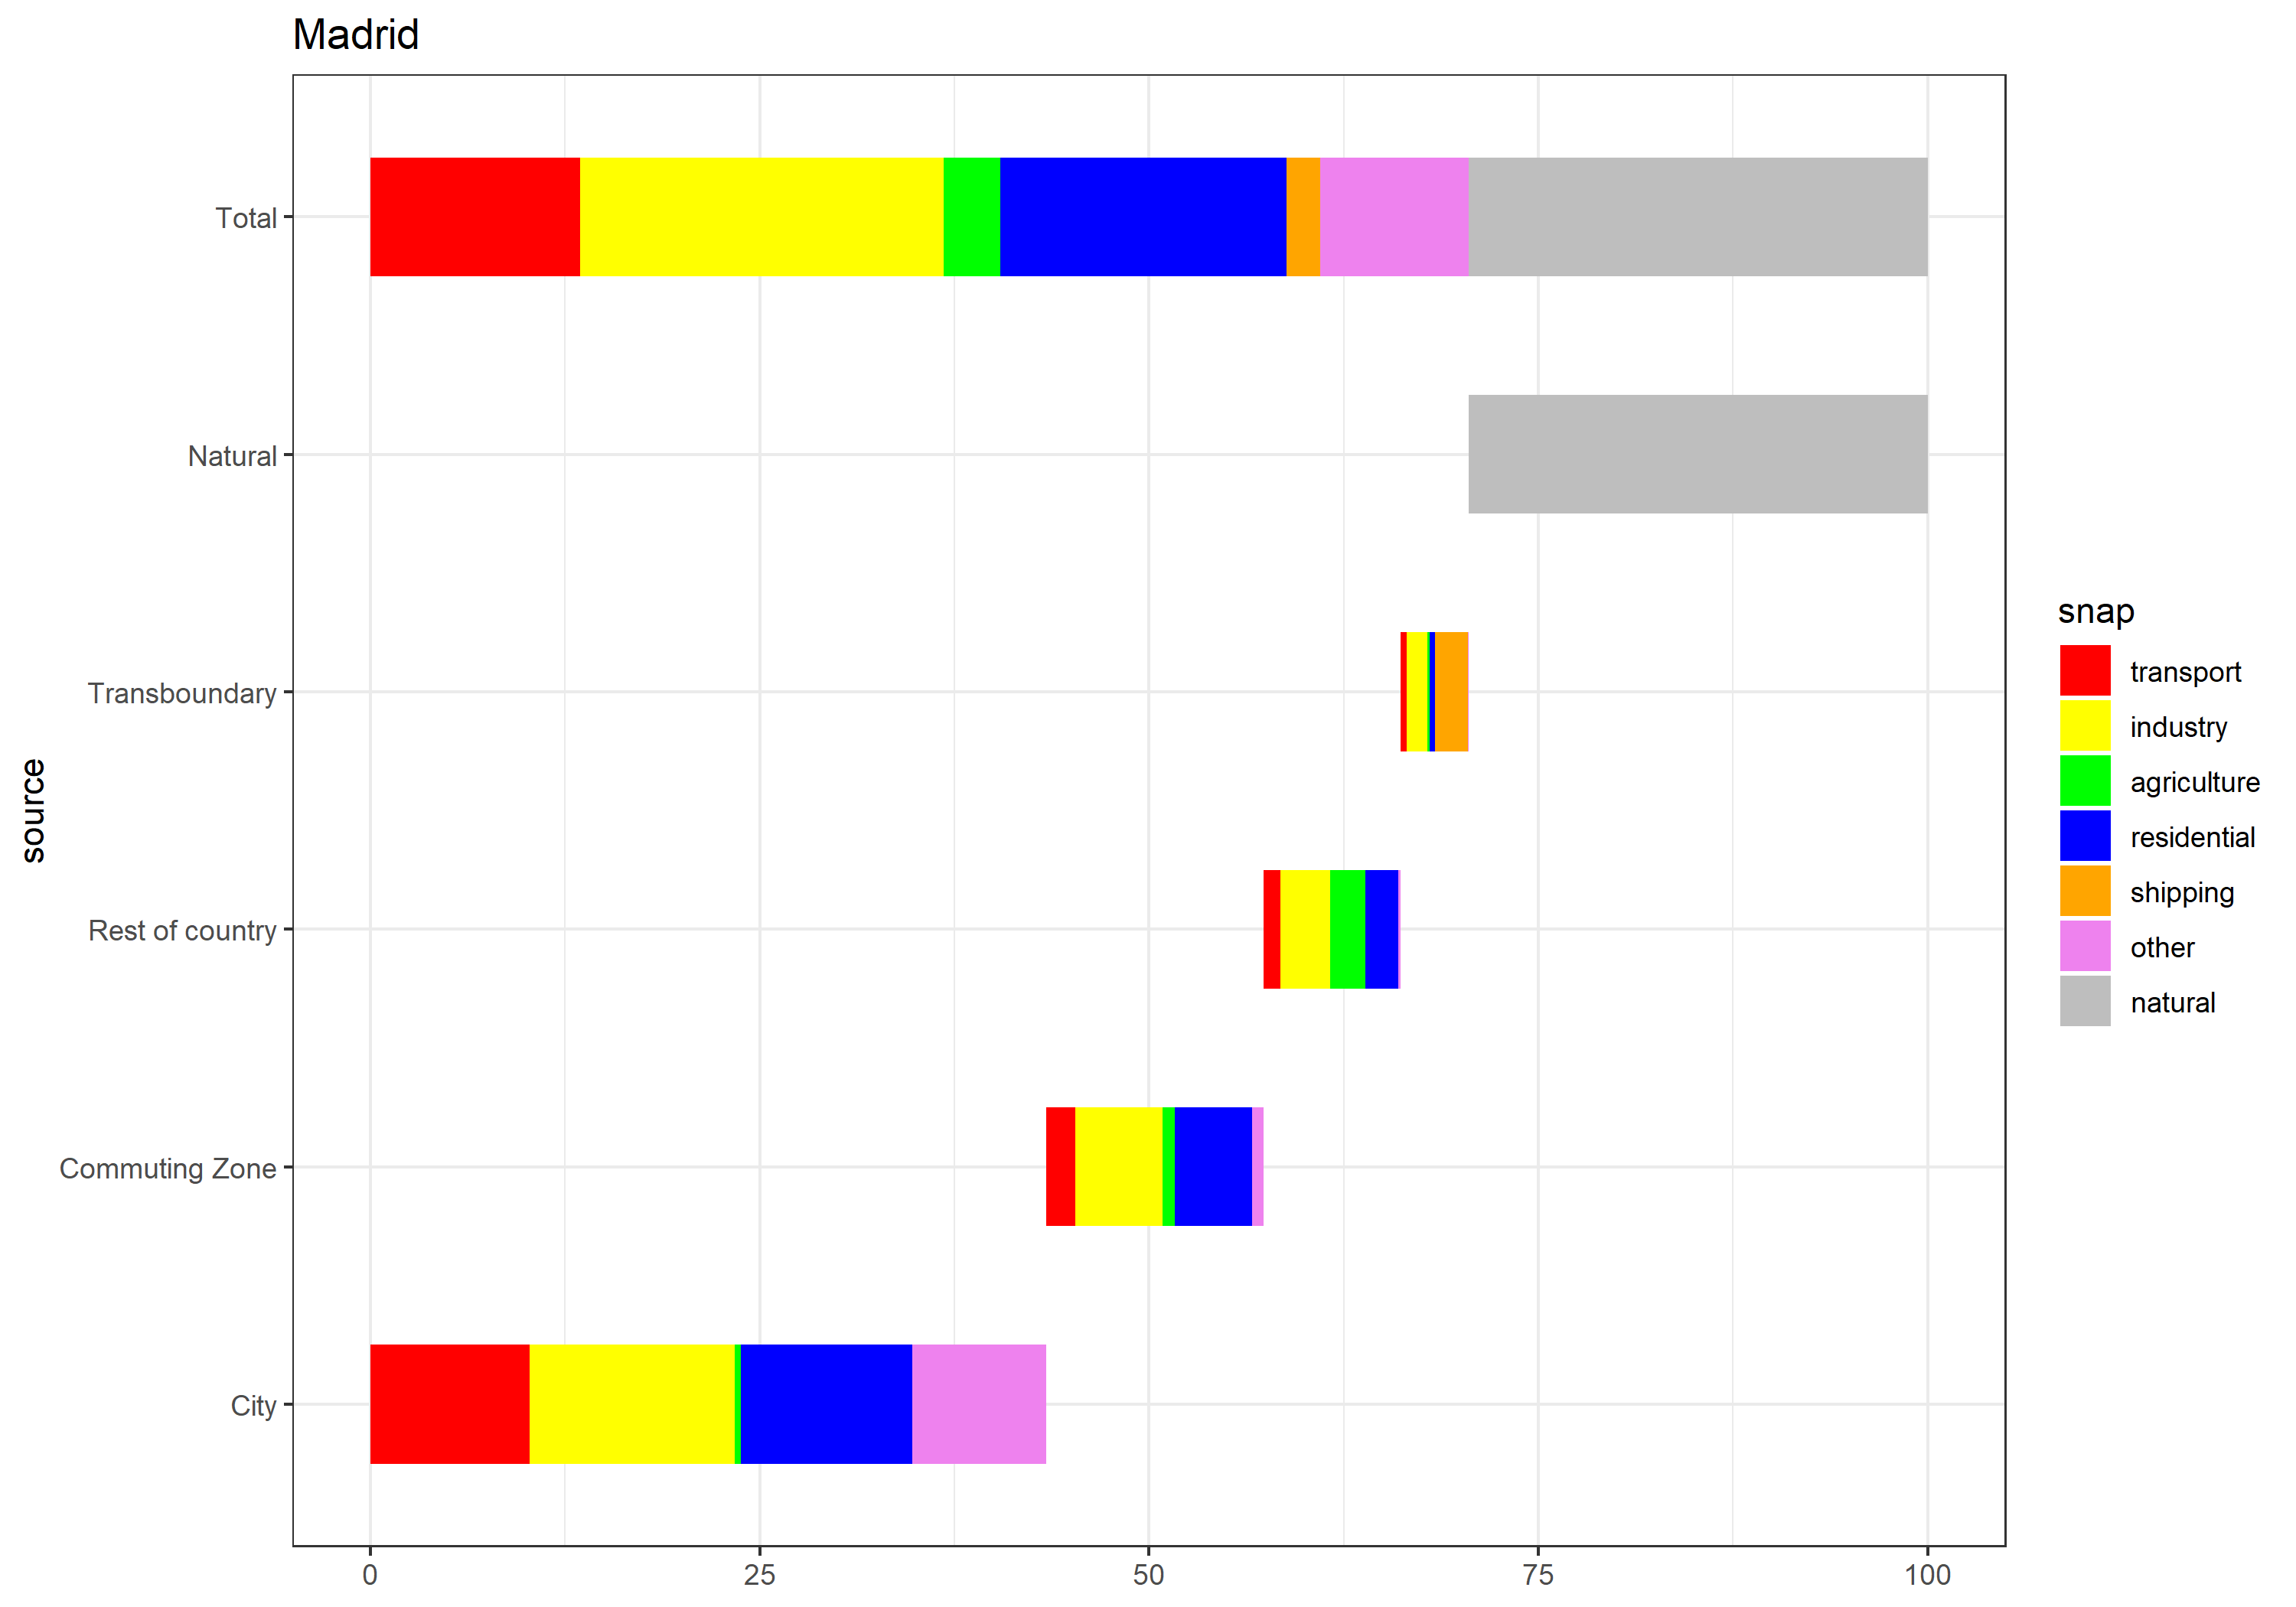 Madrid
source
Total
Natural
Transboundary
Rest of country
Commuting Zone
City
0 25 50 75 100
snap
transport
industry
agriculture
residential
shipping
other
natural